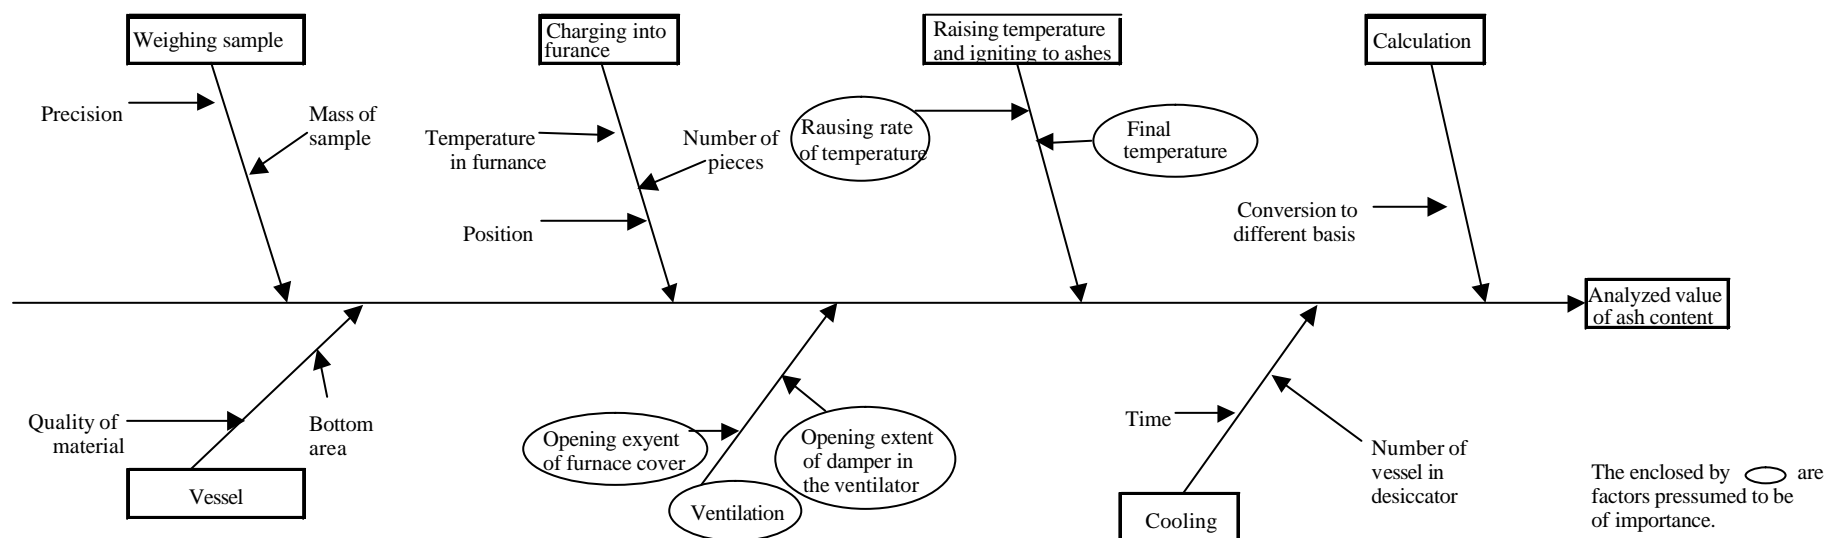 Weighing sample
Charging into
furance
Raising temperature
and igniting to ashes
Calculation
Precision
Mass of
sample
Temperature
in furnance
Number of
pieces
Position
Rausing rate
of temperature
Final
temperature
Conversion to
different basis
Analyzed value
of ash content
Quality of
material
Bottom
area
Vessel
Opening exyent
of furnace cover
Opening extent
of damper in
the ventilator
Ventilation
Time
Number of
vessel in
desiccator
Cooling
The enclosed by are
factors pressumed to be
of importance.